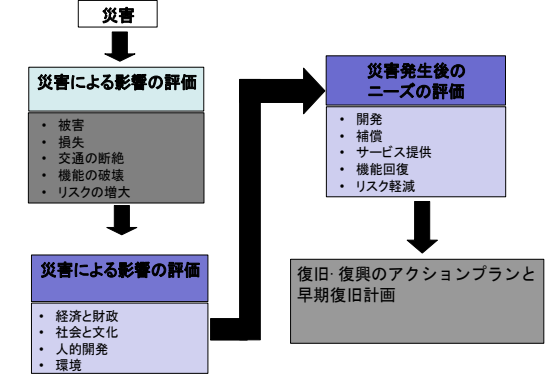 災害
災害による影響の評価
• 被害
• 損失
• 交通の断絶
• 機能の破壊
• リスクの増大
災害による影響の評価
• 経済と財政
• 社会と文化
• 人的開発
• 環境
災害発生後の
ニーズの評価
• 開発
• 補償
• サービス提供
• 機能回復
• リスク軽減
復旧·復興のアクションプランと
早期復旧計画